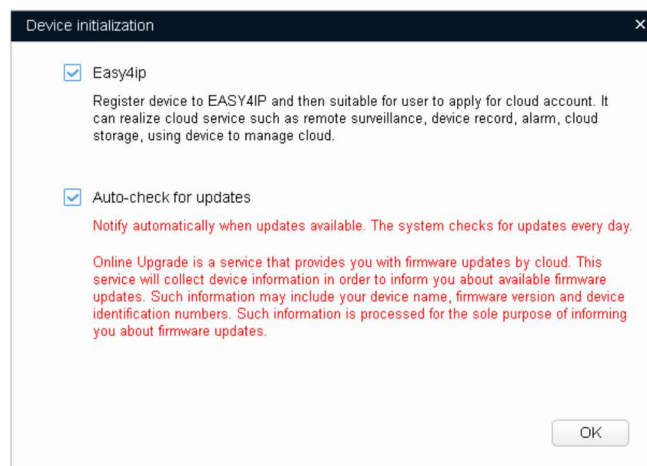 Device initialization
Easy4ip
Register device to EASY4IP and then suitable for user to apply for cloud account. It
can realize cloud service such as remote surveillance, device record, alarm, cloud
storage, using device to manage cloud.
Auto-check for updates
Notify automatically when updates available. The system checks for updates every day.
Online Upgrade is a service that provides you with firmware updates by cloud. This
service will collect device information in order to inform you about available firmware
updates. Such information may include your device name, firmware version and device
identification numbers. Such information is processed for the sole purpose of informing
you about firmware updates.
OK